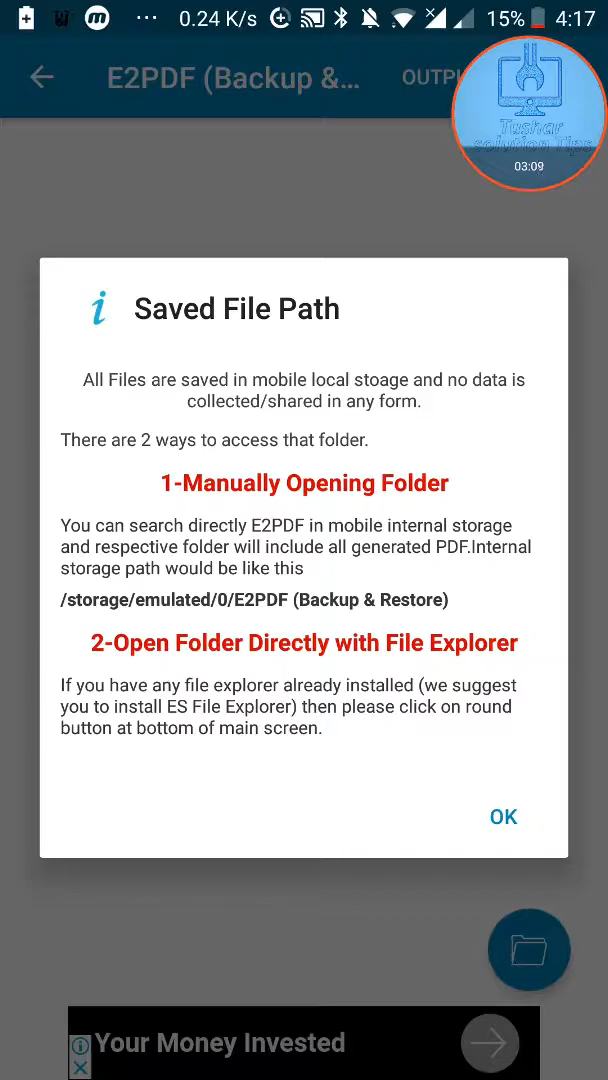 0.24 K/s 15% 4:17
E2PDF (Backup &... OUTPU
Tushar
solution Tips
03:09
i Saved File Path
All Files are saved in mobile local stoage and no data is
collected/shared in any form.
There are 2 ways to access that folder.
1-Manually Opening Folder
You can search directly E2PDF in mobile internal storage
and respective folder will include all generated PDF.Internal
storage path would be like this
/storage/emulated/0/E2PDF (Backup & Restore)
2-Open Folder Directly with File Explorer
If you have any file explorer already installed (we suggest
you to install ES File Explorer) then please click on round
button at bottom of main screen.
OK
Your Money Invested